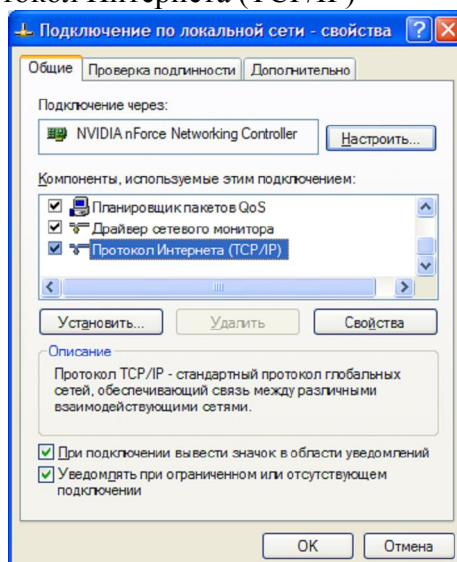 токол Интернета (TCP/IP)
Подключение по локальной сети - свойства
Общие Проверка подлинности Дополнительно
Подключение через:
NVIDIA nForce Networking Controller
Настроить...
Компоненты, используемые этим подключением:
Планировщик пакетов QoS
Драйвер сетевого монитора
Протокол Интернета (TCP/IP)
Установить... Удалить Свойства
Описание
Протокол TCP/IP - стандартный протокол глобальных
сетей, обеспечивающий связь между различными
взаимодействующими сетями.
При подключении вывести значок в области уведомлений
Уведомлять при ограниченном или отсутствующем
подключении
OK Отмена